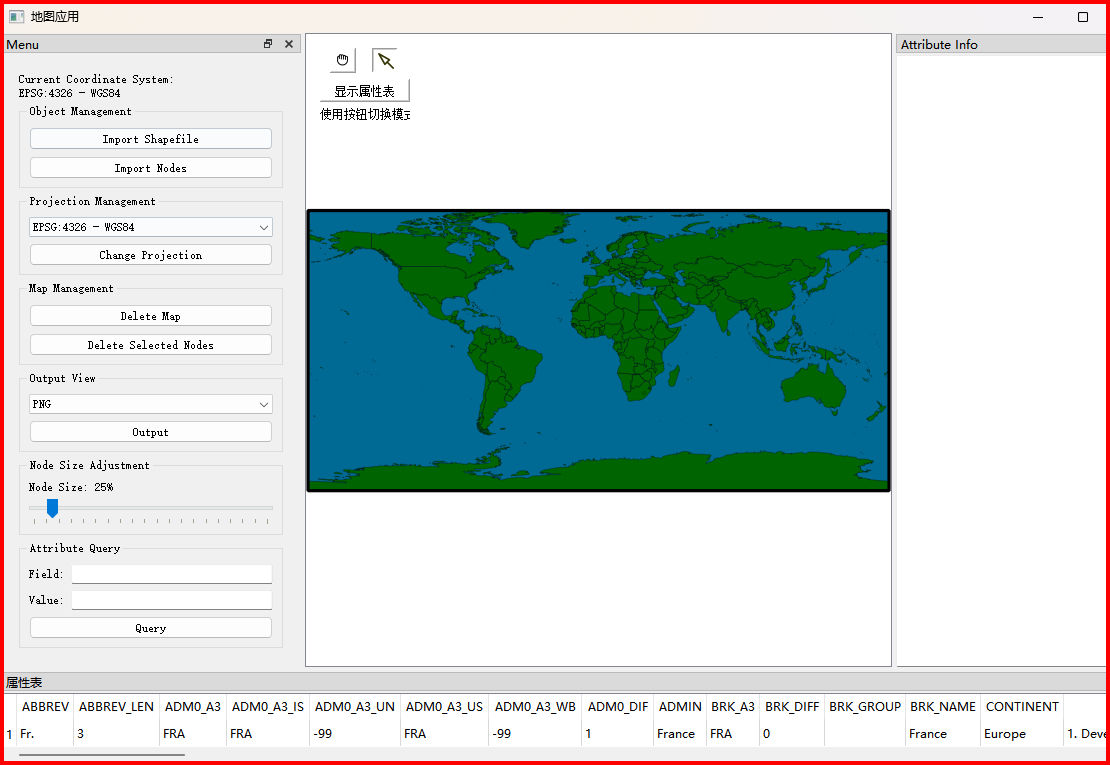 地图应用
Menu
Current Coordinate System:
EPSG:4326 - WGS84
Object Management
Import Shapefile
Import Nodes
Projection Management
EPSG:4326 - WGS84
Change Projection
Map Management
Delete Map
Delete Selected Nodes
Output View
PNG
Output
Node Size Adjustment
Node Size: 25%
Attribute Query
Field:
Value:
Query
显示属性表
使用按钮切换模式
Attribute Info
属性表
ABBREV ABBREV_LEN ADM0_A3 ADM0_A3_IS ADM0_A3_UN ADM0_A3_US ADM0_A3_WB ADM0_DIF ADMIN BRK_A3 BRK_DIFF BRK_GROUP BRK_NAME CONTINENT
1 Fr. 3 FRA FRA -99 FRA -99 1 France FRA 0 France Europe 1. Deve